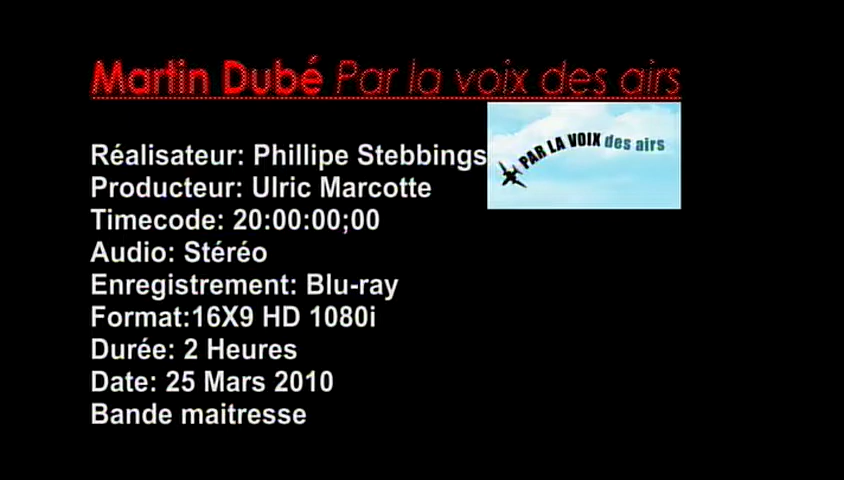 Martin Dubé Par la voix des airs
PAR LA VOIX des airs
Réalisateur: Phillipe Stebbings
Producteur: Ulric Marcotte
Timecode: 20:00:00;00
Audio: Stéréo
Enregistrement: Blu-ray
Format:16X9 HD 1080i
Durée: 2 Heures
Date: 25 Mars 2010
Bande maitresse